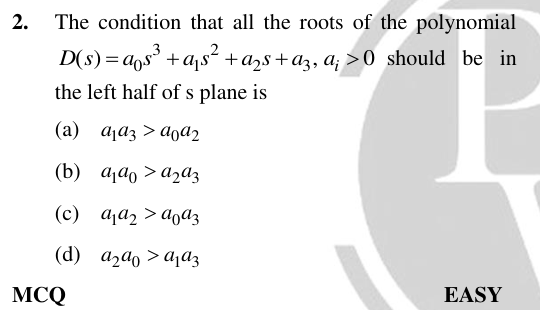 2. The condition that all the roots of the polynomial
D(s) = a₀s³ + a₁s² + a₂s + a₃, aᵢ > 0 should be in
the left half of s plane is
(a) a₁a₃ > a₀a₂
(b) a₁a₀ > a₂a₃
(c) a₁a₂ > a₀a₃
(d) a₂a₀ > a₁a₃
MCQ EASY